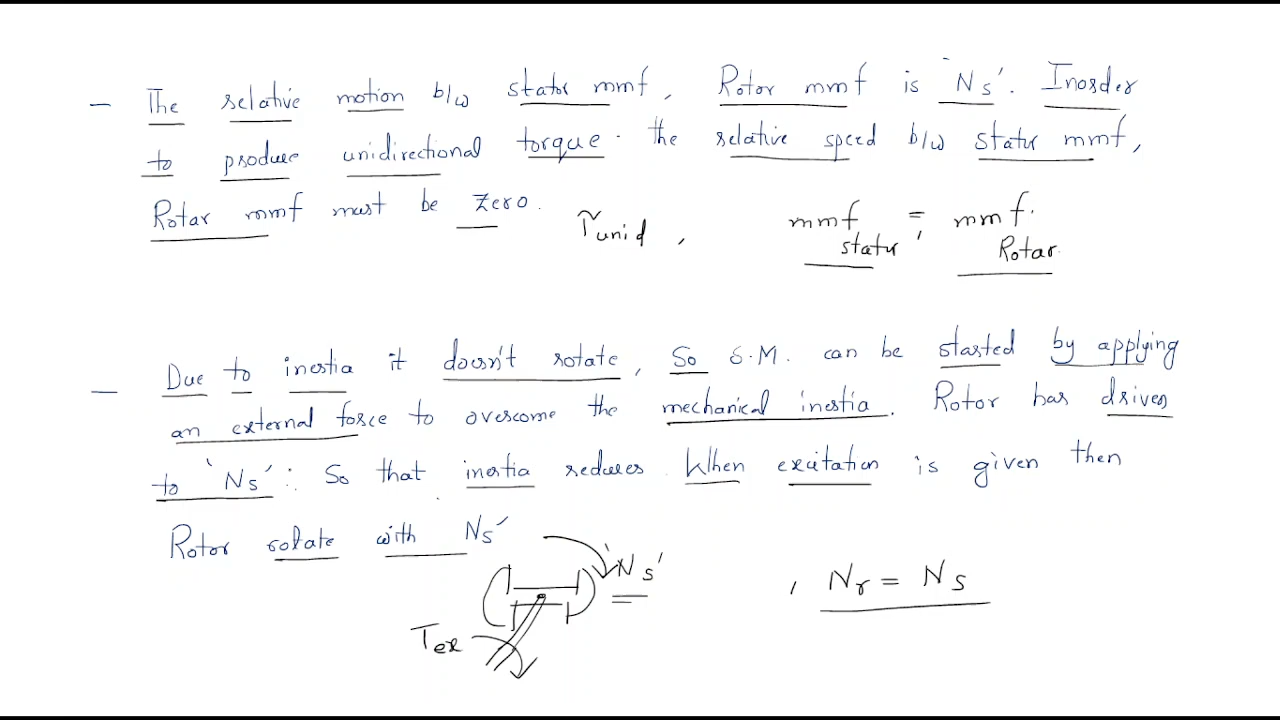 – The relative motion b/w stator mmf, Rotor mmf is 'Ns'. Inorder
to produce unidirectional torque. the relative speed b/w stator mmf,
Rotar mmf must be zero.
Tunid, mmf stator = mmf. Rotar.
– Due to inertia it doesn't rotate, So S.M. can be started by applying
an external force to overcome the mechanical inertia. Rotor has driven
to 'Ns' ∴ So that inertia reduces. When excitation is given then
Rotor rotate with Ns'
'Ns'
, Nr = Ns
Tex